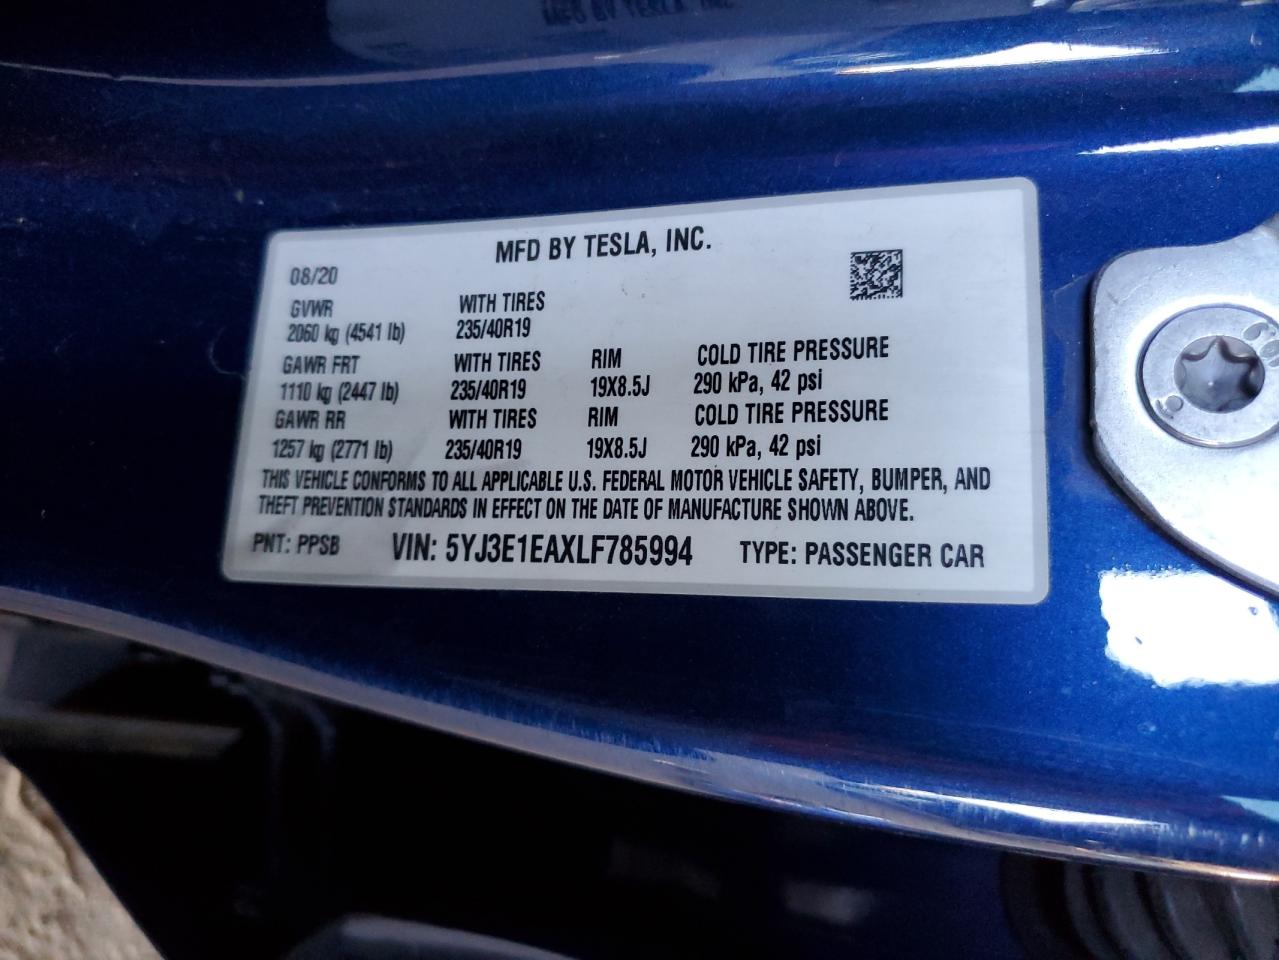 MFD BY TESLA, INC.
08/20
GVWR WITH TIRES
2060 kg (4541 lb) 235/40R19
GAWR FRT WITH TIRES RIM COLD TIRE PRESSURE
1110 kg (2447 lb) 235/40R19 19X8.5J 290 kPa, 42 psi
GAWR RR WITH TIRES RIM COLD TIRE PRESSURE
1257 kg (2771 lb) 235/40R19 19X8.5J 290 kPa, 42 psi
THIS VEHICLE CONFORMS TO ALL APPLICABLE U.S. FEDERAL MOTOR VEHICLE SAFETY, BUMPER, AND
THEFT PREVENTION STANDARDS IN EFFECT ON THE DATE OF MANUFACTURE SHOWN ABOVE.
PNT: PPSB VIN: 5YJ3E1EAXLF785994 TYPE: PASSENGER CAR